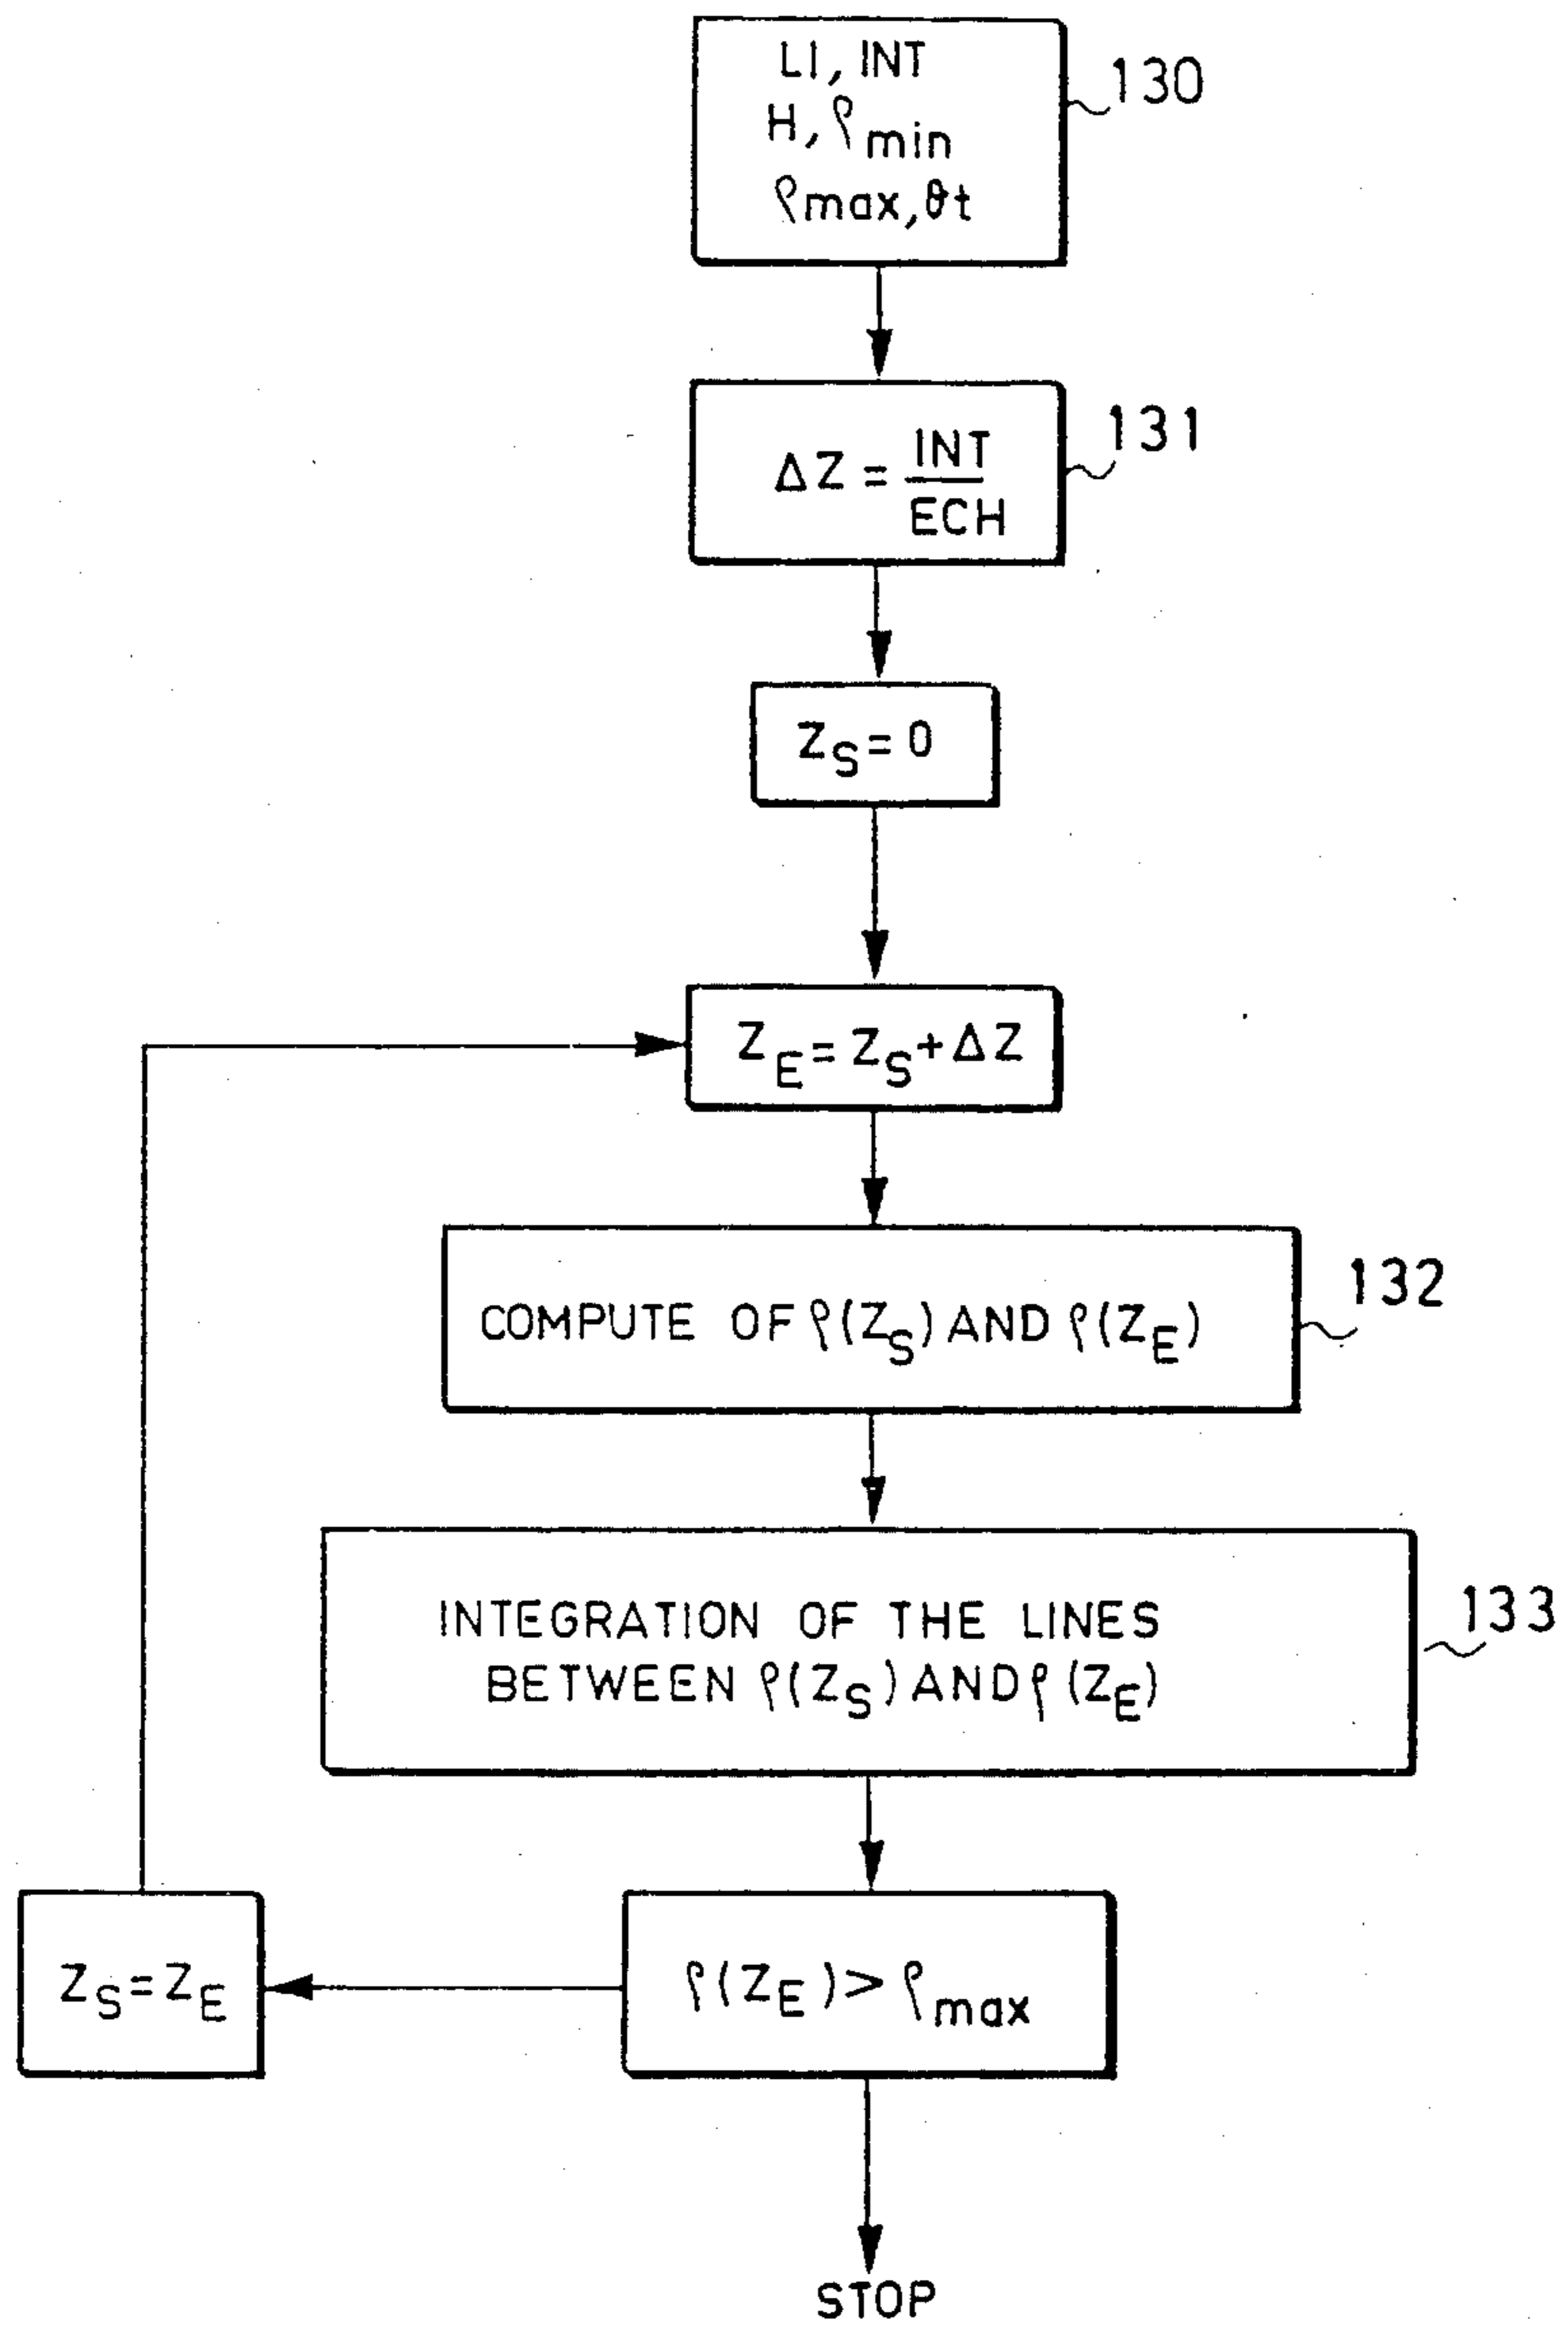 LI, INT
H, ρmin
ρmax, θt
130
ΔZ = INT
ECH
131
ZS = 0
ZE = ZS + ΔZ
COMPUTE OF ρ(ZS) AND ρ(ZE)
132
INTEGRATION OF THE LINES
BETWEEN ρ(ZS) AND ρ(ZE)
133
ZS = ZE
ρ(ZE) > ρmax
STOP